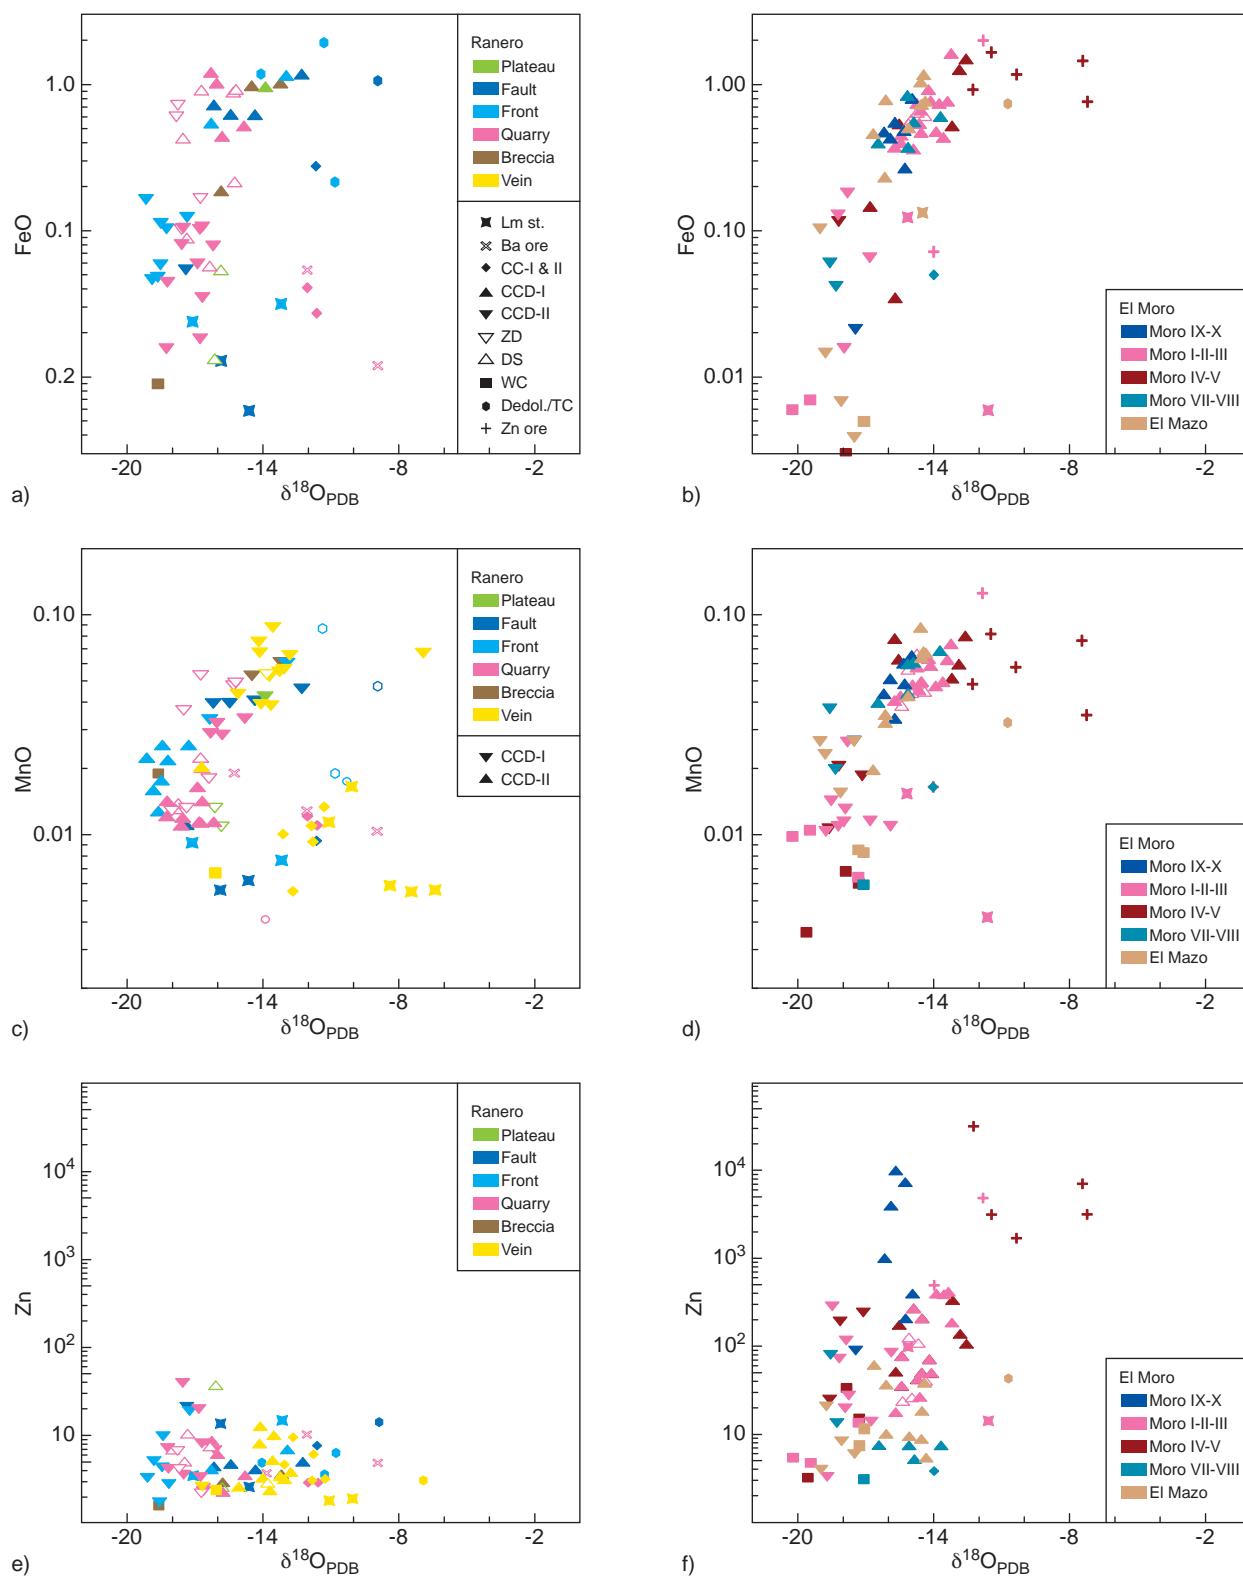 Ranero
Plateau
Fault
Front
Quarry
Breccia
Vein
Lm st.
Ba ore
CC-I & II
CCD-I
CCD-II
ZD
DS
WC
Dedol./TC
Zn ore
1.0
0.1
0.2
FeO
-20 -14 -8 -2
δ18OPDB
a)
1.00
0.10
0.01
FeO
El Moro
Moro IX-X
Moro I-II-III
Moro IV-V
Moro VII-VIII
El Mazo
-20 -14 -8 -2
δ18OPDB
b)
Ranero
Plateau
Fault
Front
Quarry
Breccia
Vein
CCD-I
CCD-II
0.10
0.01
MnO
-20 -14 -8 -2
δ18OPDB
c)
0.10
0.01
MnO
El Moro
Moro IX-X
Moro I-II-III
Moro IV-V
Moro VII-VIII
El Mazo
-20 -14 -8 -2
δ18OPDB
d)
Ranero
Plateau
Fault
Front
Quarry
Breccia
Vein
104
103
102
10
Zn
-20 -14 -8 -2
δ18OPDB
e)
104
103
102
10
Zn
El Moro
Moro IX-X
Moro I-II-III
Moro IV-V
Moro VII-VIII
El Mazo
-20 -14 -8 -2
δ18OPDB
f)